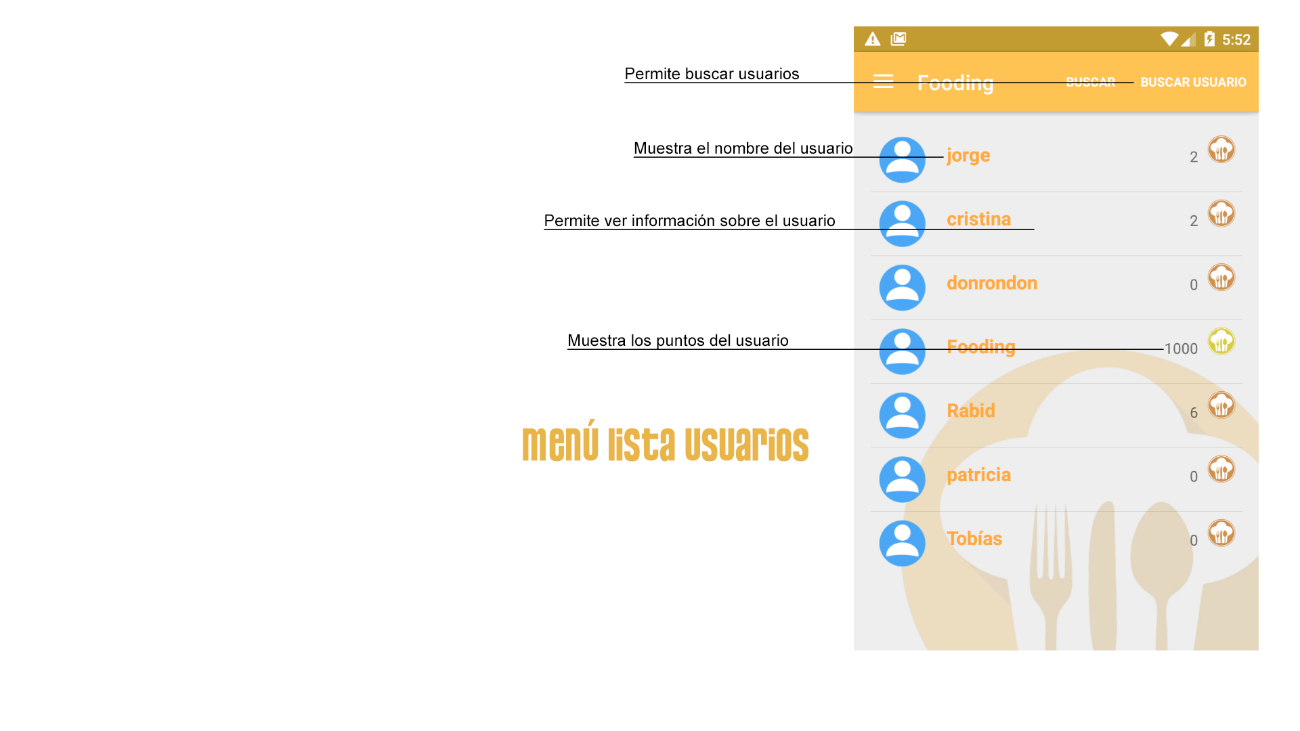 5:52
Permite buscar usuarios
Fooding BUSCAR BUSCAR USUARIO
Muestra el nombre del usuario
jorge 2
Permite ver información sobre el usuario
cristina 2
donrondon 0
Muestra los puntos del usuario
Fooding 1000
Rabid 6
menú lista usuarios
patricia 0
Tobías 0